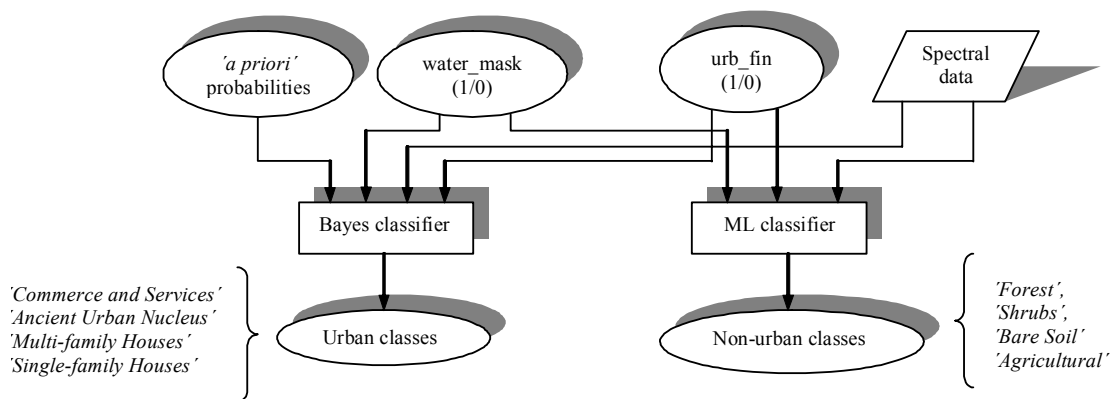 ´a priori´
probabilities
water_mask
(1/0)
urb_fin
(1/0)
Spectral
data
Bayes classifier
ML classifier
´Commerce and Services´
´Ancient Urban Nucleus´
´Multi-family Houses´
´Single-family Houses´
Urban classes
Non-urban classes
´Forest´,
´Shrubs´,
´Bare Soil´
´Agricultural´